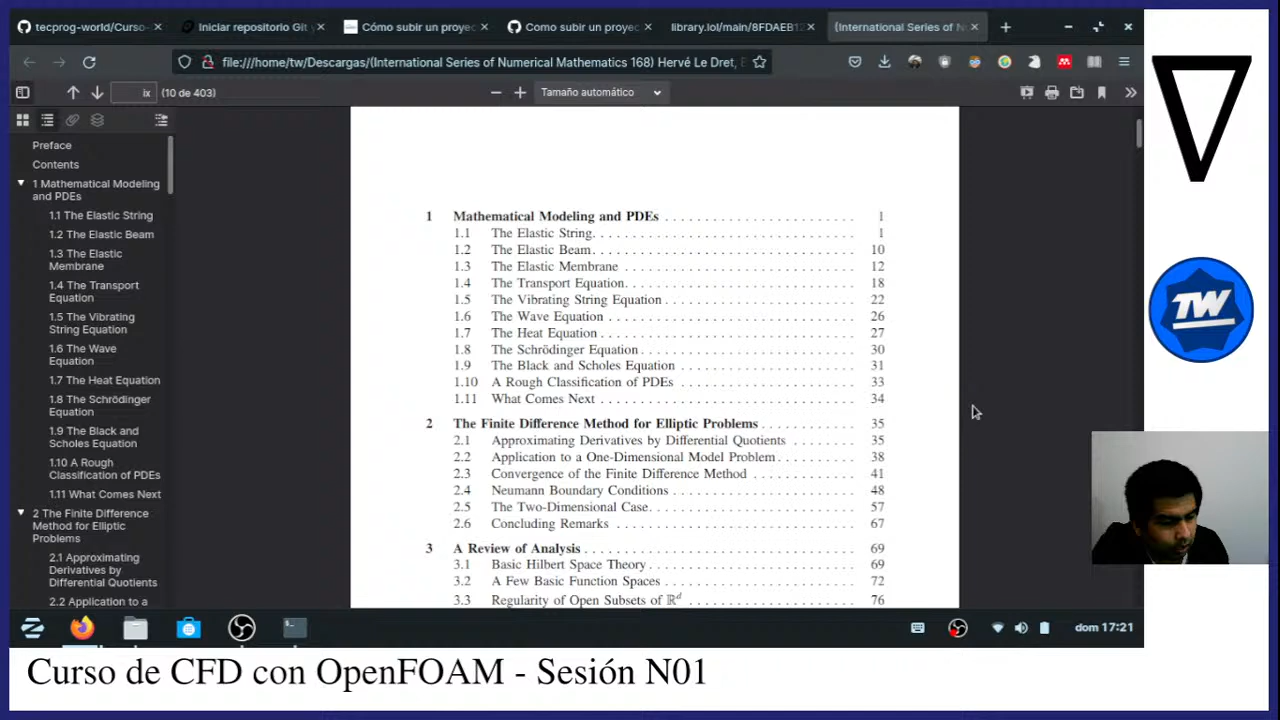 tecprog-world/Curso-
Iniciar repositorio Git y
Cómo subir un proyec
Como subir un proyec
library.lol/main/8FDAEB12
(International Series of N
file:///home/tw/Descargas/(International Series of Numerical Mathematics 168) Hervé Le Dret,
ix (10 de 403)
Tamaño automático
Preface
Contents
1 Mathematical Modeling
and PDEs
1.1 The Elastic String
1.2 The Elastic Beam
1.3 The Elastic
Membrane
1.4 The Transport
Equation
1.5 The Vibrating
String Equation
1.6 The Wave
Equation
1.7 The Heat Equation
1.8 The Schrödinger
Equation
1.9 The Black and
Scholes Equation
1.10 A Rough
Classification of PDEs
1.11 What Comes Next
2 The Finite Difference
Method for Elliptic
Problems
2.1 Approximating
Derivatives by
Differential Quotients
2.2 Application to a
1 Mathematical Modeling and PDEs . . . . . . . . . . . . . . . . . . . . . . . . 1
1.1 The Elastic String. . . . . . . . . . . . . . . . . . . . . . . . . . . . . . . . 1
1.2 The Elastic Beam. . . . . . . . . . . . . . . . . . . . . . . . . . . . . . . . 10
1.3 The Elastic Membrane . . . . . . . . . . . . . . . . . . . . . . . . . . . . 12
1.4 The Transport Equation. . . . . . . . . . . . . . . . . . . . . . . . . . . . 18
1.5 The Vibrating String Equation . . . . . . . . . . . . . . . . . . . . . . . 22
1.6 The Wave Equation . . . . . . . . . . . . . . . . . . . . . . . . . . . . . . 26
1.7 The Heat Equation . . . . . . . . . . . . . . . . . . . . . . . . . . . . . . . 27
1.8 The Schrödinger Equation . . . . . . . . . . . . . . . . . . . . . . . . . . 30
1.9 The Black and Scholes Equation . . . . . . . . . . . . . . . . . . . . . . 31
1.10 A Rough Classification of PDEs . . . . . . . . . . . . . . . . . . . . . 33
1.11 What Comes Next . . . . . . . . . . . . . . . . . . . . . . . . . . . . . . . 34
2 The Finite Difference Method for Elliptic Problems . . . . . . . . . . . 35
2.1 Approximating Derivatives by Differential Quotients . . . . . . . 35
2.2 Application to a One-Dimensional Model Problem. . . . . . . . . 38
2.3 Convergence of the Finite Difference Method . . . . . . . . . . . . 41
2.4 Neumann Boundary Conditions . . . . . . . . . . . . . . . . . . . . . . 48
2.5 The Two-Dimensional Case. . . . . . . . . . . . . . . . . . . . . . . . . 57
2.6 Concluding Remarks . . . . . . . . . . . . . . . . . . . . . . . . . . . . . 67
3 A Review of Analysis . . . . . . . . . . . . . . . . . . . . . . . . . . . . . . . . 69
3.1 Basic Hilbert Space Theory . . . . . . . . . . . . . . . . . . . . . . . . . 69
3.2 A Few Basic Function Spaces . . . . . . . . . . . . . . . . . . . . . . . 72
3.3 Regularity of Open Subsets of ℝᵈ . . . . . . . . . . . . . . . . . . . . 76
TW
dom 17:21
Curso de CFD con OpenFOAM - Sesión N01